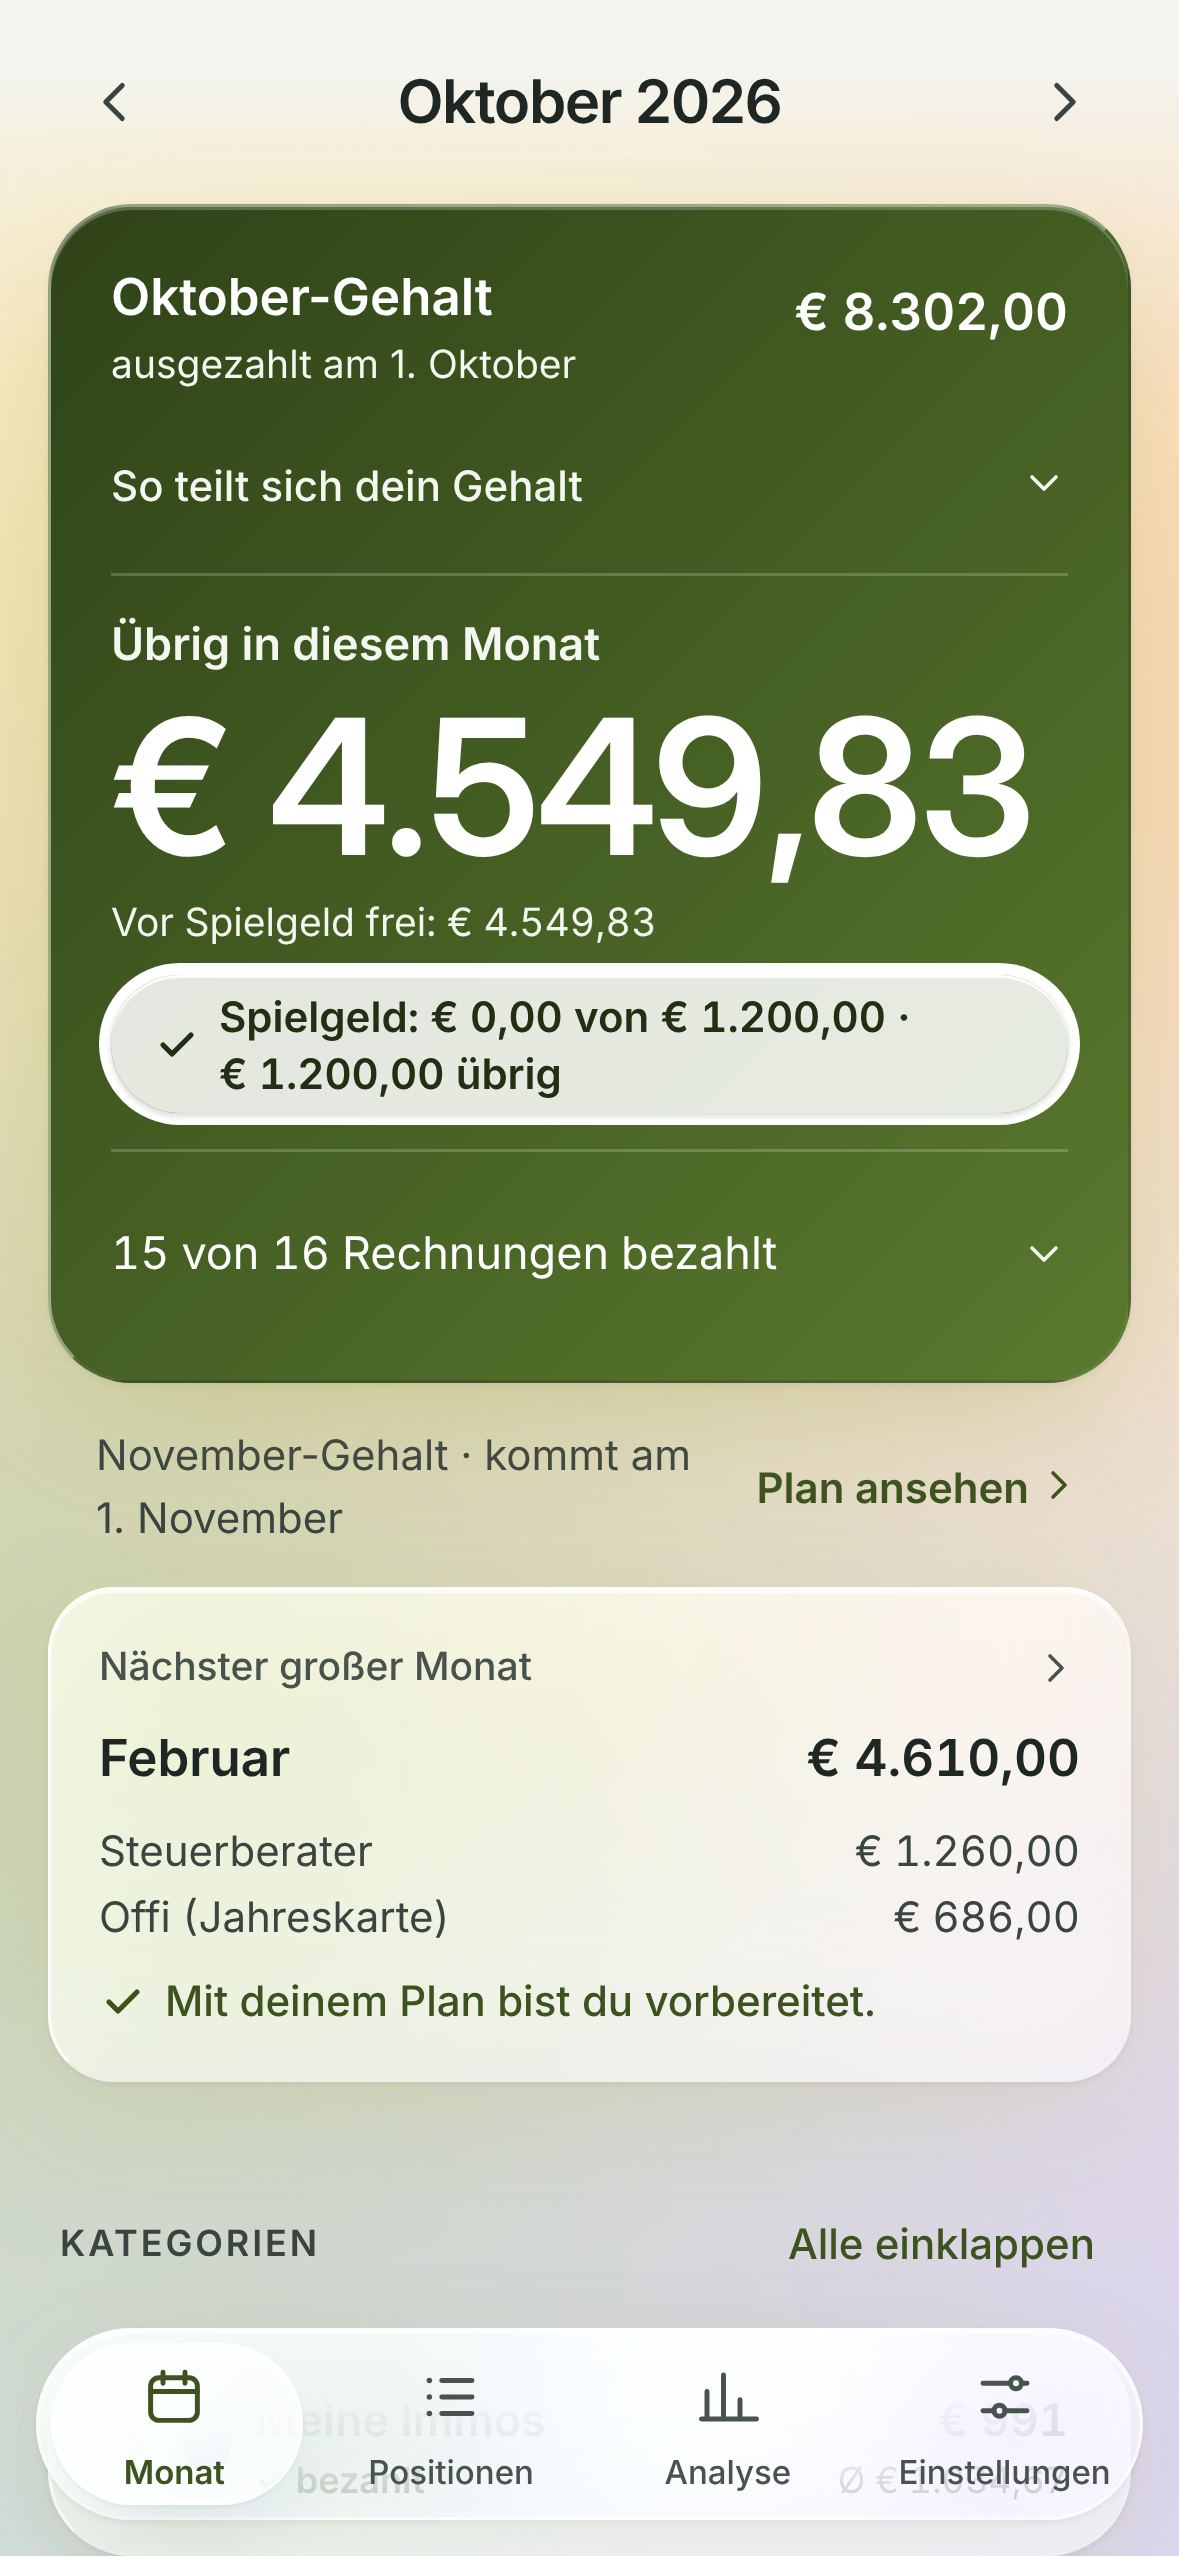 Oktober 2026
Oktober-Gehalt
€ 8.302,00
ausgezahlt am 1. Oktober
So teilt sich dein Gehalt
Übrig in diesem Monat
€ 4.549,83
Vor Spielgeld frei: € 4.549,83
Spielgeld: € 0,00 von € 1.200,00 ·
€ 1.200,00 übrig
15 von 16 Rechnungen bezahlt
November-Gehalt · kommt am
1. November
Plan ansehen
Nächster großer Monat
Februar
€ 4.610,00
Steuerberater
€ 1.260,00
Offi (Jahreskarte)
€ 686,00
Mit deinem Plan bist du vorbereitet.
KATEGORIEN
Alle einklappen
Meine Immos
€ 991
bezahlt
Monat
Positionen
Analyse
Einstellungen